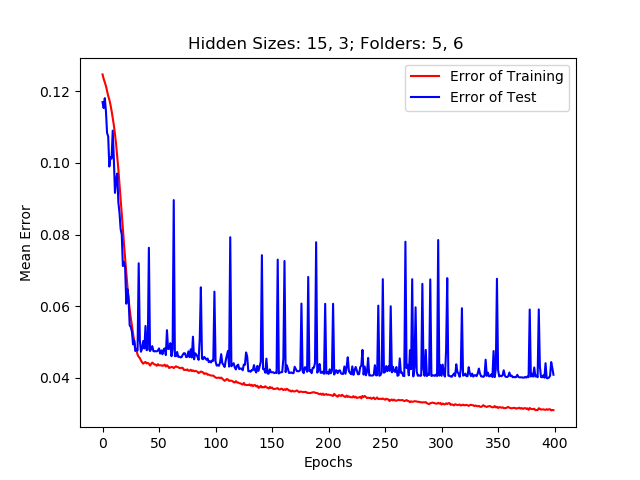 Hidden Sizes: 15, 3; Folders: 5, 6
Error of Training
Error of Test
Mean Error
0.12
0.10
0.08
0.06
0.04
0 50 100 150 200 250 300 350 400
Epochs